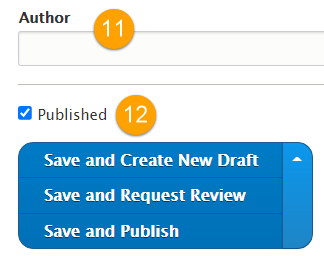 Author 11
Published 12
Save and Create New Draft
Save and Request Review
Save and Publish